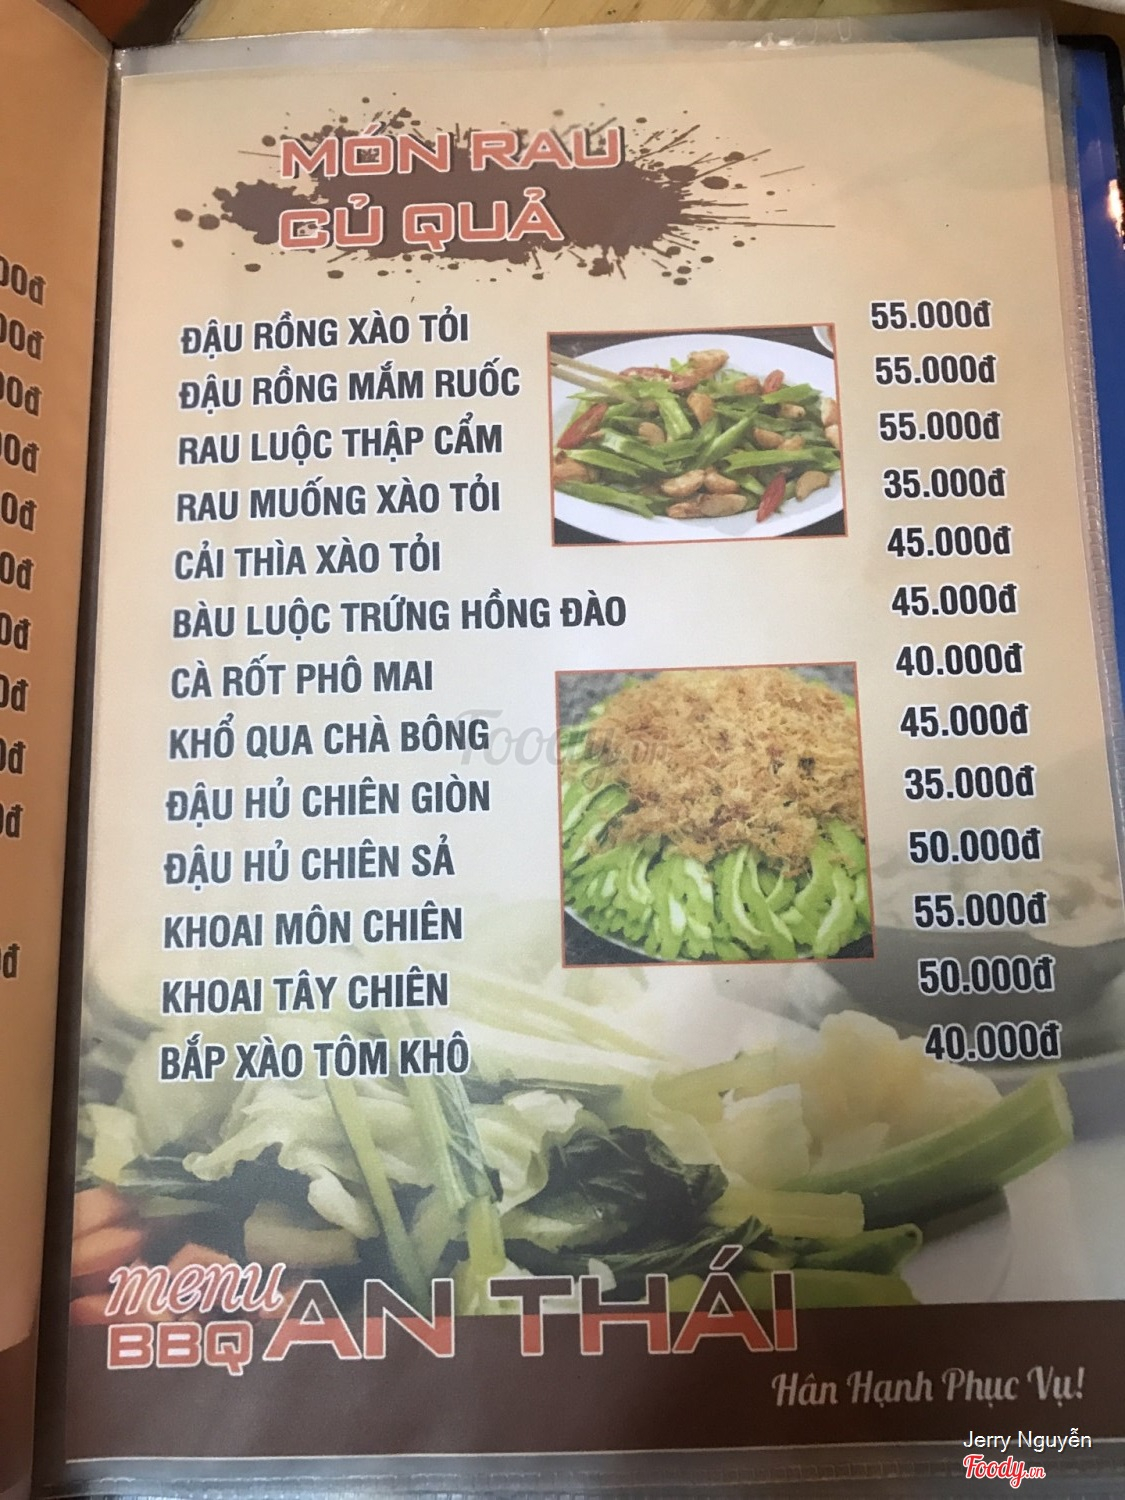 MÓN RAU
CỦ QUẢ
ĐẬU RỒNG XÀO TỎI 55.000đ
ĐẬU RỒNG MẮM RUỐC 55.000đ
RAU LUỘC THẬP CẨM 55.000đ
RAU MUỐNG XÀO TỎI 35.000đ
CẢI THÌA XÀO TỎI 45.000đ
BÀU LUỘC TRỨNG HỒNG ĐÀO 45.000đ
CÀ RỐT PHÔ MAI 40.000đ
KHỔ QUA CHÀ BÔNG 45.000đ
ĐẬU HỦ CHIÊN GIÒN 35.000đ
ĐẬU HỦ CHIÊN SẢ 50.000đ
KHOAI MÔN CHIÊN 55.000đ
KHOAI TÂY CHIÊN 50.000đ
BẮP XÀO TÔM KHÔ 40.000đ
Foody.vn
menu
BBQ AN THÁI
Hân Hạnh Phục Vụ!
Jerry Nguyễn
Foody.vn